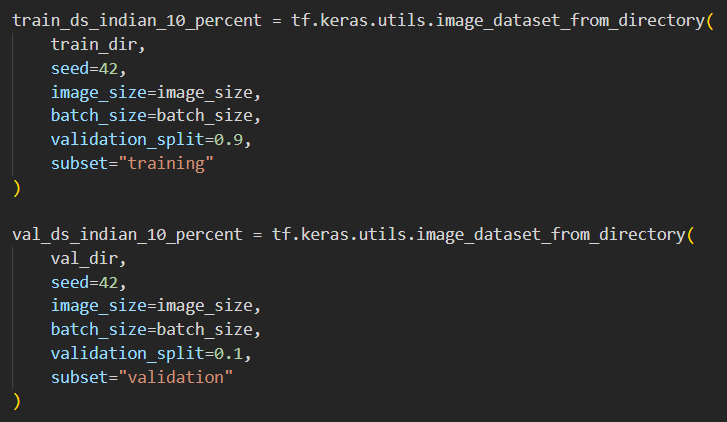 train_ds_indian_10_percent = tf.keras.utils.image_dataset_from_directory(
    train_dir,
    seed=42,
    image_size=image_size,
    batch_size=batch_size,
    validation_split=0.9,
    subset="training"
)

val_ds_indian_10_percent = tf.keras.utils.image_dataset_from_directory(
    val_dir,
    seed=42,
    image_size=image_size,
    batch_size=batch_size,
    validation_split=0.1,
    subset="validation"
)